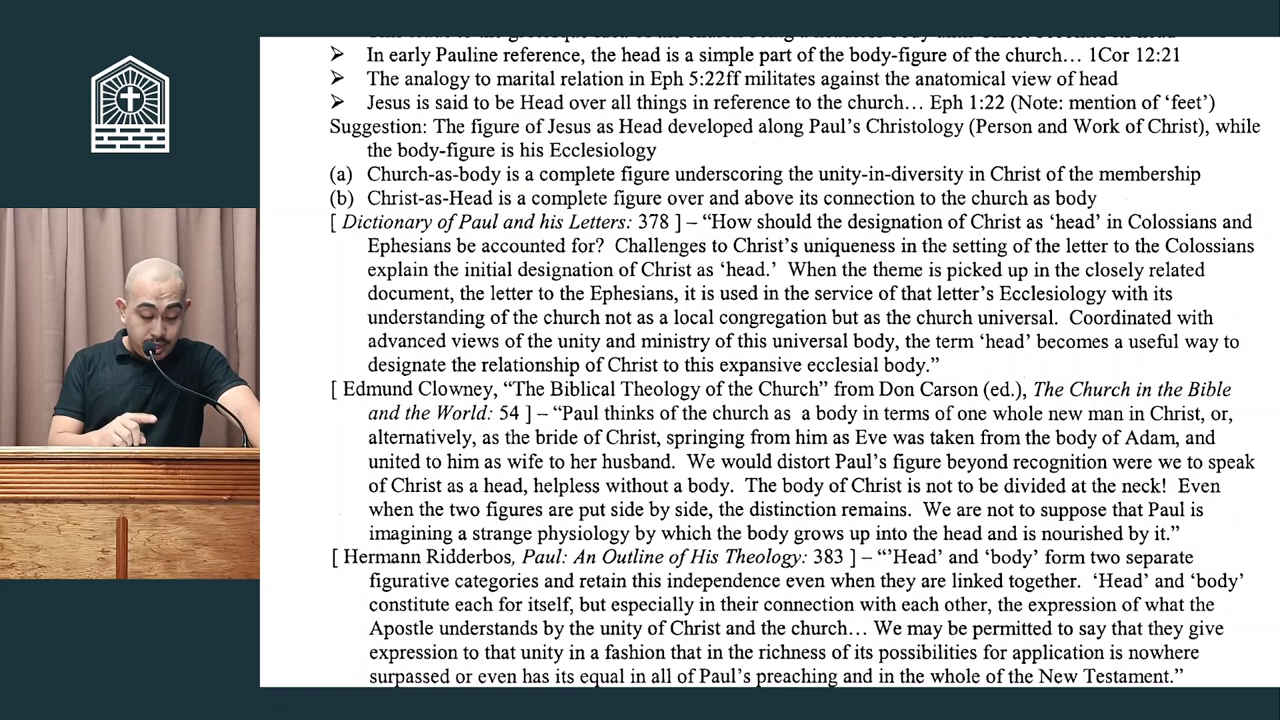 ➢ In early Pauline reference, the head is a simple part of the body-figure of the church… 1Cor 12:21
➢ The analogy to marital relation in Eph 5:22ff militates against the anatomical view of head
➢ Jesus is said to be Head over all things in reference to the church… Eph 1:22 (Note: mention of ‘feet’)
Suggestion: The figure of Jesus as Head developed along Paul’s Christology (Person and Work of Christ), while
the body-figure is his Ecclesiology
(a) Church-as-body is a complete figure underscoring the unity-in-diversity in Christ of the membership
(b) Christ-as-Head is a complete figure over and above its connection to the church as body
[ Dictionary of Paul and his Letters: 378 ] – “How should the designation of Christ as ‘head’ in Colossians and
Ephesians be accounted for? Challenges to Christ’s uniqueness in the setting of the letter to the Colossians
explain the initial designation of Christ as ‘head.’ When the theme is picked up in the closely related
document, the letter to the Ephesians, it is used in the service of that letter’s Ecclesiology with its
understanding of the church not as a local congregation but as the church universal. Coordinated with
advanced views of the unity and ministry of this universal body, the term ‘head’ becomes a useful way to
designate the relationship of Christ to this expansive ecclesial body.”
[ Edmund Clowney, “The Biblical Theology of the Church” from Don Carson (ed.), The Church in the Bible
and the World: 54 ] – “Paul thinks of the church as a body in terms of one whole new man in Christ, or,
alternatively, as the bride of Christ, springing from him as Eve was taken from the body of Adam, and
united to him as wife to her husband. We would distort Paul’s figure beyond recognition were we to speak
of Christ as a head, helpless without a body. The body of Christ is not to be divided at the neck! Even
when the two figures are put side by side, the distinction remains. We are not to suppose that Paul is
imagining a strange physiology by which the body grows up into the head and is nourished by it.”
[ Hermann Ridderbos, Paul: An Outline of His Theology: 383 ] – “’Head’ and ‘body’ form two separate
figurative categories and retain this independence even when they are linked together. ‘Head’ and ‘body’
constitute each for itself, but especially in their connection with each other, the expression of what the
Apostle understands by the unity of Christ and the church… We may be permitted to say that they give
expression to that unity in a fashion that in the richness of its possibilities for application is nowhere
surpassed or even has its equal in all of Paul’s preaching and in the whole of the New Testament.”